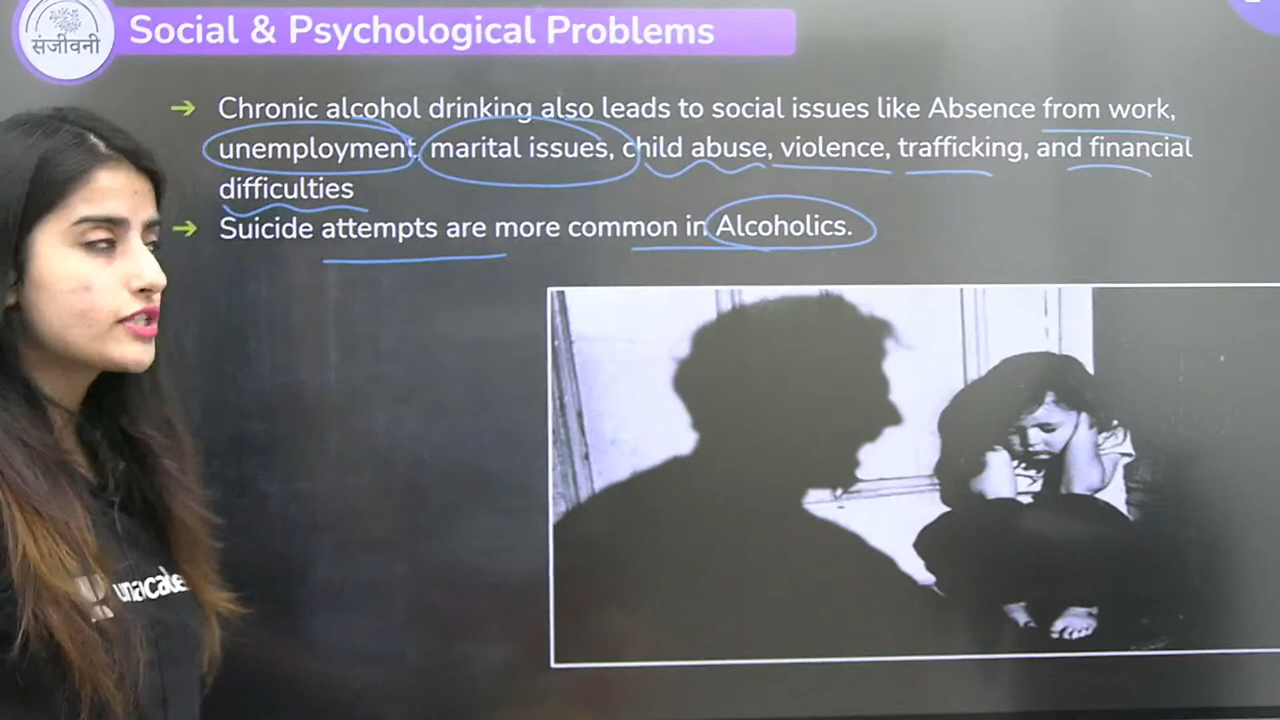 संजीवनी
Social & Psychological Problems
➔ Chronic alcohol drinking also leads to social issues like Absence from work,
unemployment, marital issues, child abuse, violence, trafficking, and financial
difficulties
➔ Suicide attempts are more common in Alcoholics.
unacade